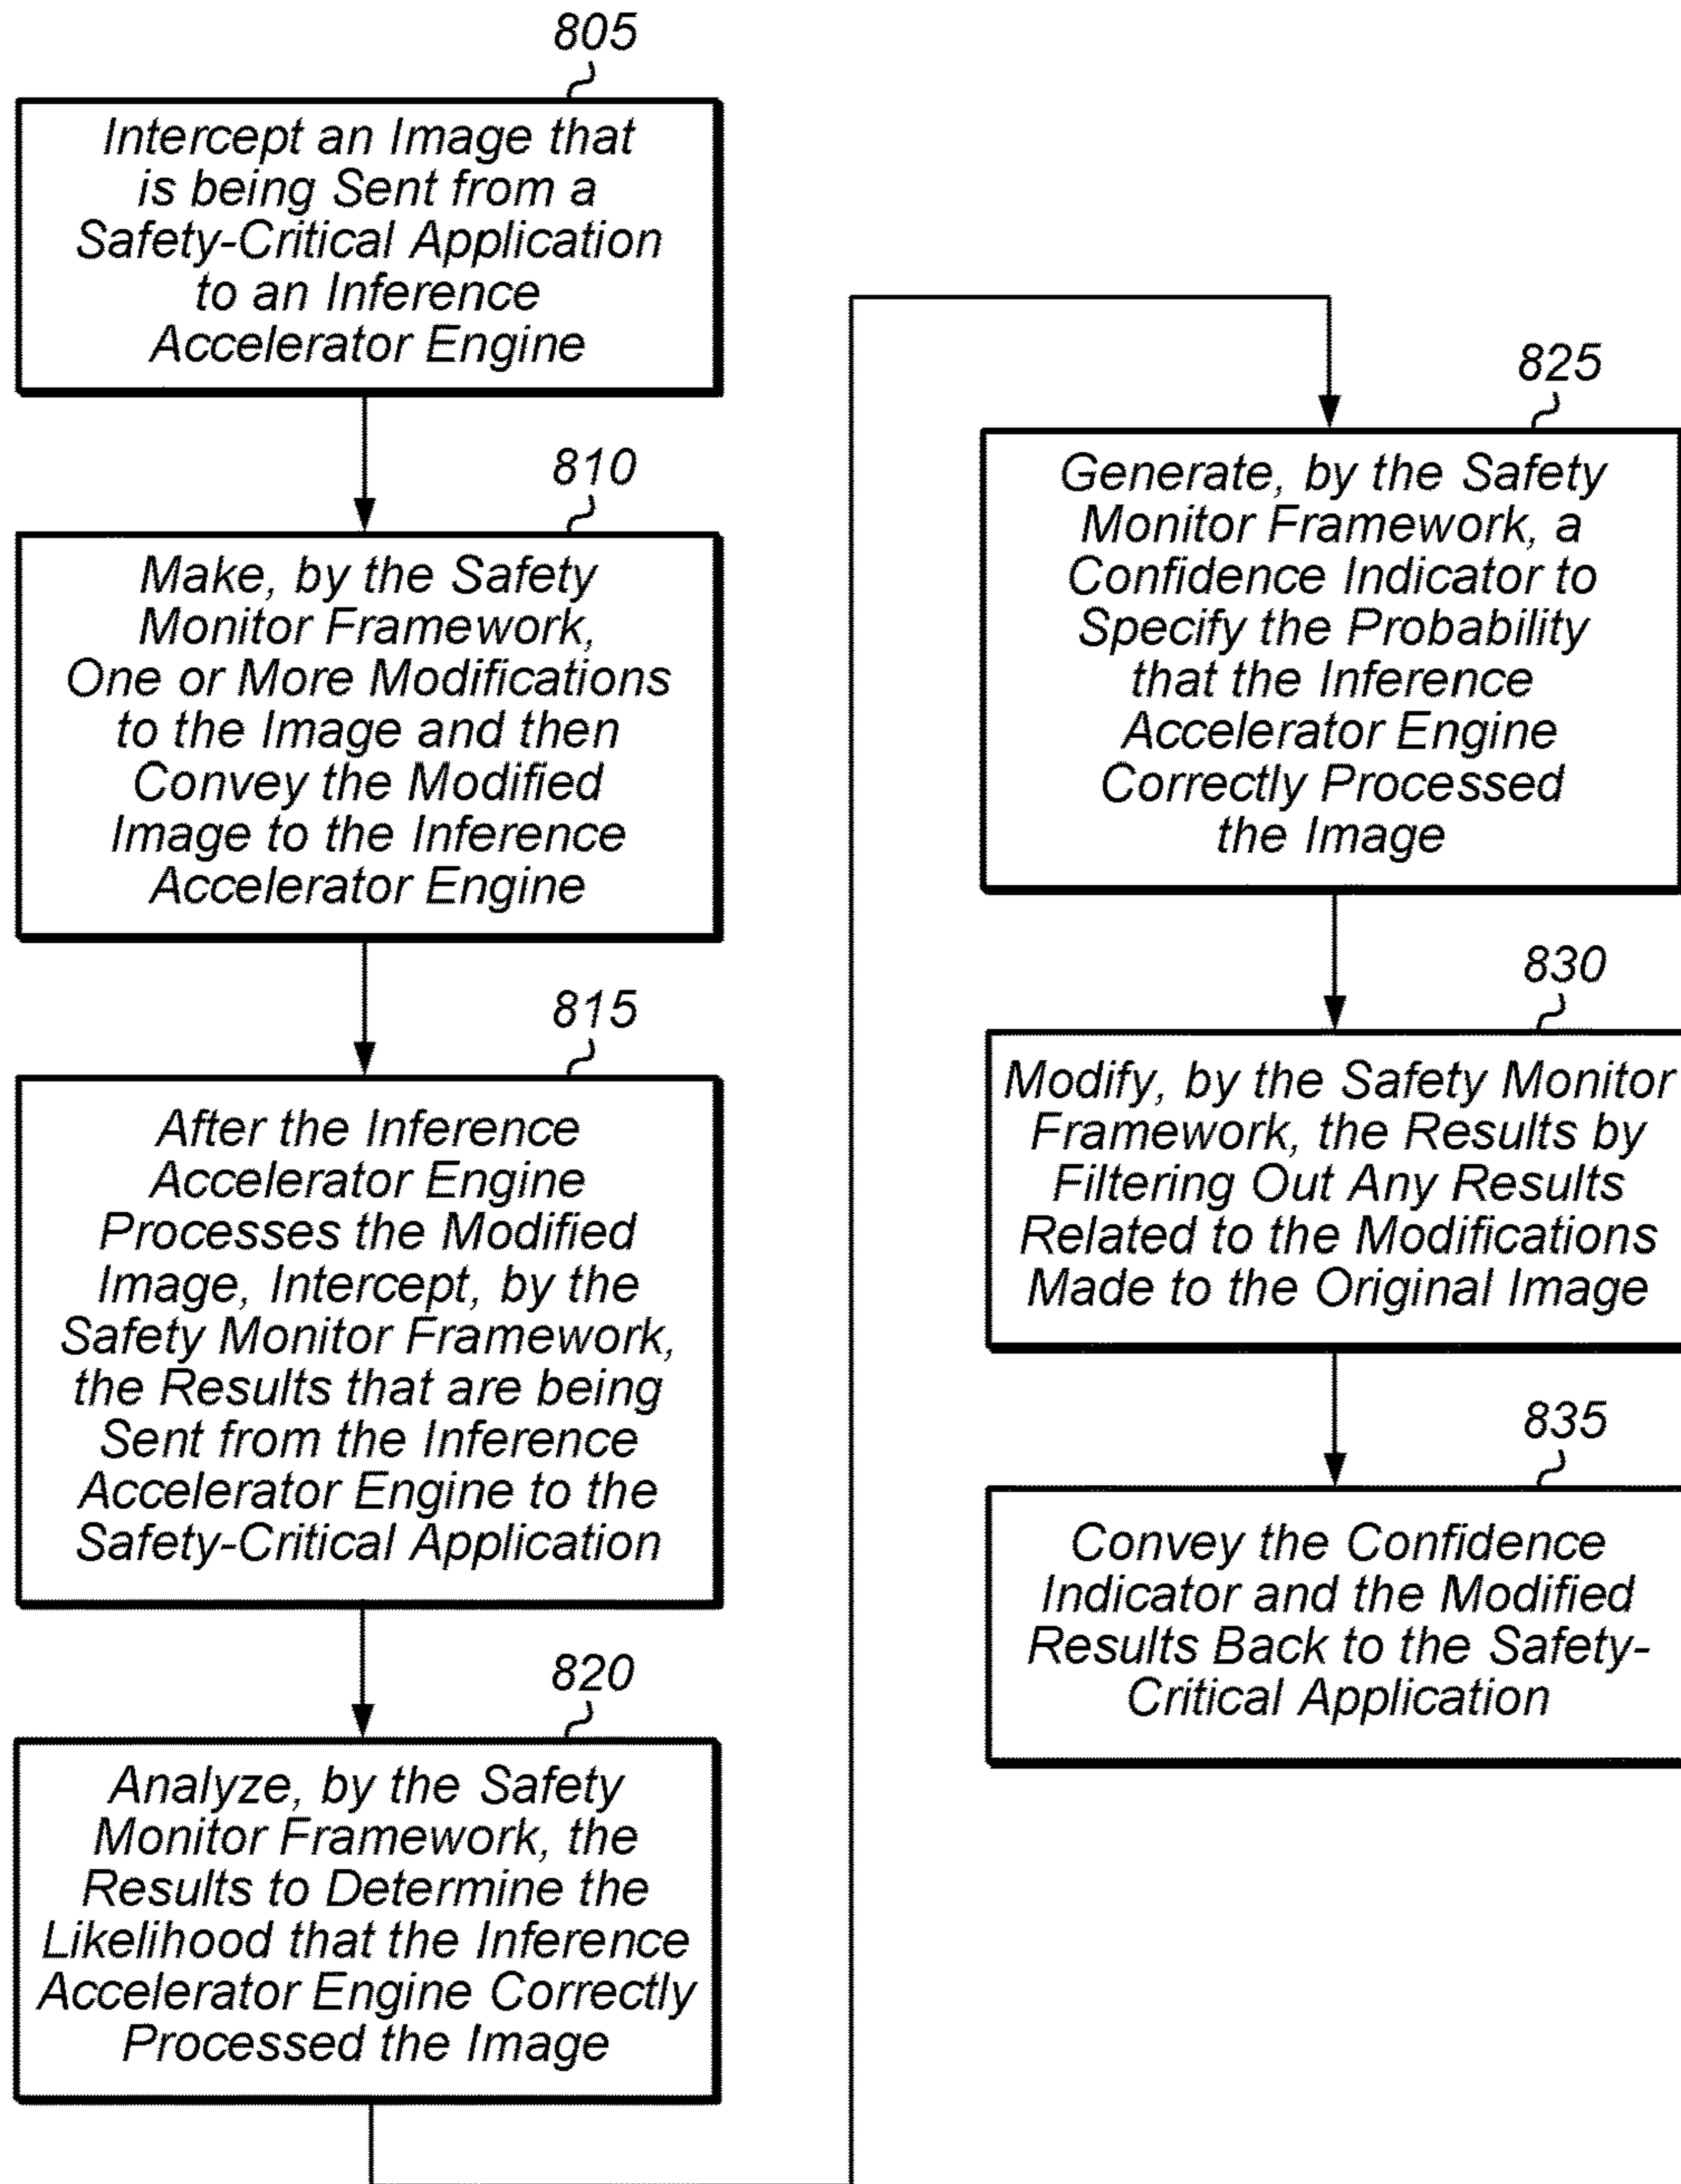 805
Intercept an Image that
is being Sent from a
Safety-Critical Application
to an Inference
Accelerator Engine
810
Make, by the Safety
Monitor Framework,
One or More Modifications
to the Image and then
Convey the Modified
Image to the Inference
Accelerator Engine
815
After the Inference
Accelerator Engine
Processes the Modified
Image, Intercept, by the
Safety Monitor Framework,
the Results that are being
Sent from the Inference
Accelerator Engine to the
Safety-Critical Application
820
Analyze, by the Safety
Monitor Framework, the
Results to Determine the
Likelihood that the Inference
Accelerator Engine Correctly
Processed the Image
825
Generate, by the Safety
Monitor Framework, a
Confidence Indicator to
Specify the Probability
that the Inference
Accelerator Engine
Correctly Processed
the Image
830
Modify, by the Safety Monitor
Framework, the Results by
Filtering Out Any Results
Related to the Modifications
Made to the Original Image
835
Convey the Confidence
Indicator and the Modified
Results Back to the Safety-
Critical Application